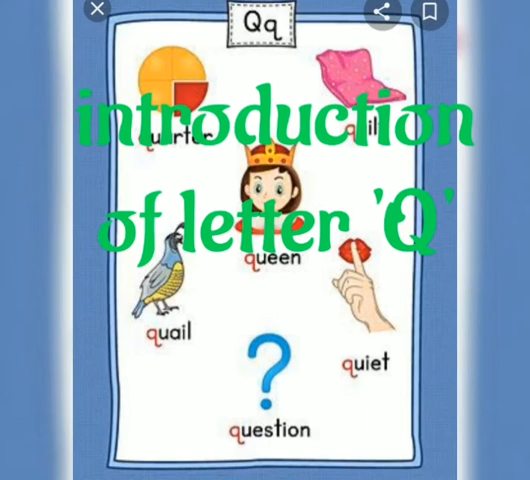 Qq
introduction
of letter 'Q'
queen
quail
quiet
question